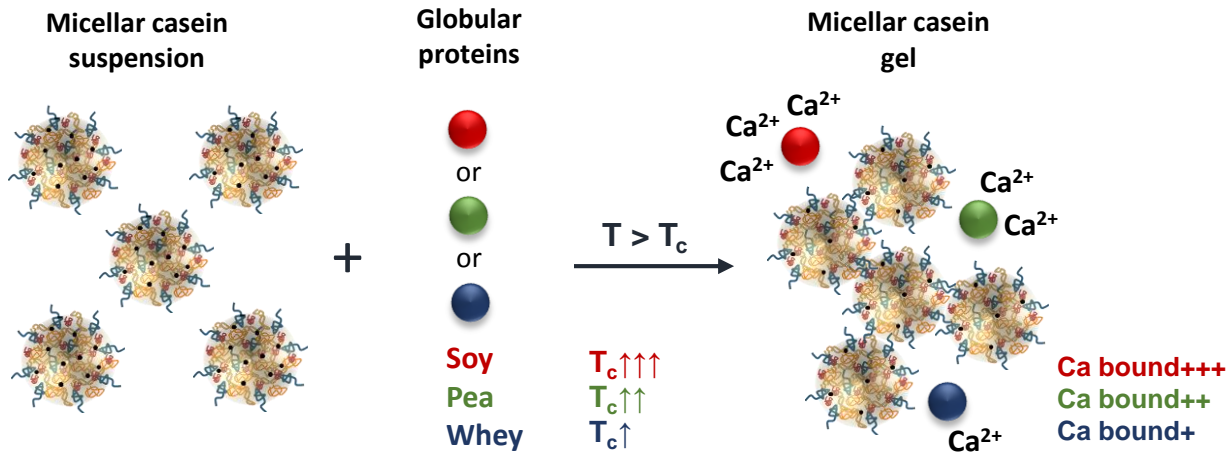 Micellar casein
suspension
Globular
proteins
Micellar casein
gel
+
or
or
T > Tc
Ca²⁺
Ca²⁺
Ca²⁺
Ca²⁺
Ca²⁺
Ca²⁺
Soy Tc↑↑↑
Pea Tc↑↑
Whey Tc↑
Ca bound+++
Ca bound++
Ca bound+